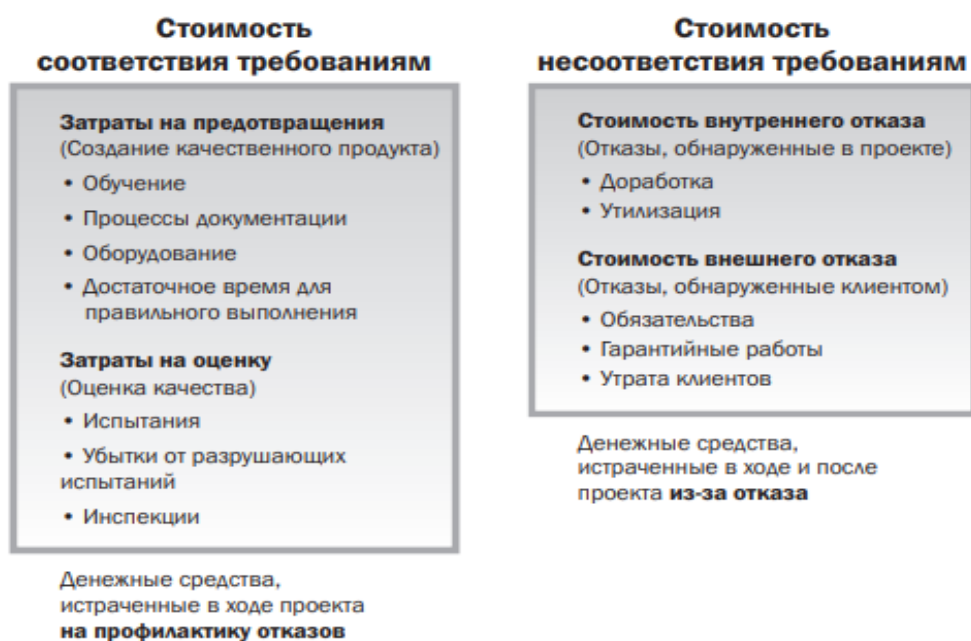 Стоимость
соответствия требованиям
Затраты на предотвращения
(Создание качественного продукта)
• Обучение
• Процессы документации
• Оборудование
• Достаточное время для
правильного выполнения
Затраты на оценку
(Оценка качества)
• Испытания
• Убытки от разрушающих
испытаний
• Инспекции
Денежные средства,
истраченные в ходе проекта
на профилактику отказов
Стоимость
несоответствия требованиям
Стоимость внутреннего отказа
(Отказы, обнаруженные в проекте)
• Доработка
• Утилизация
Стоимость внешнего отказа
(Отказы, обнаруженные клиентом)
• Обязательства
• Гарантийные работы
• Утрата клиентов
Денежные средства,
истраченные в ходе и после
проекта из-за отказа